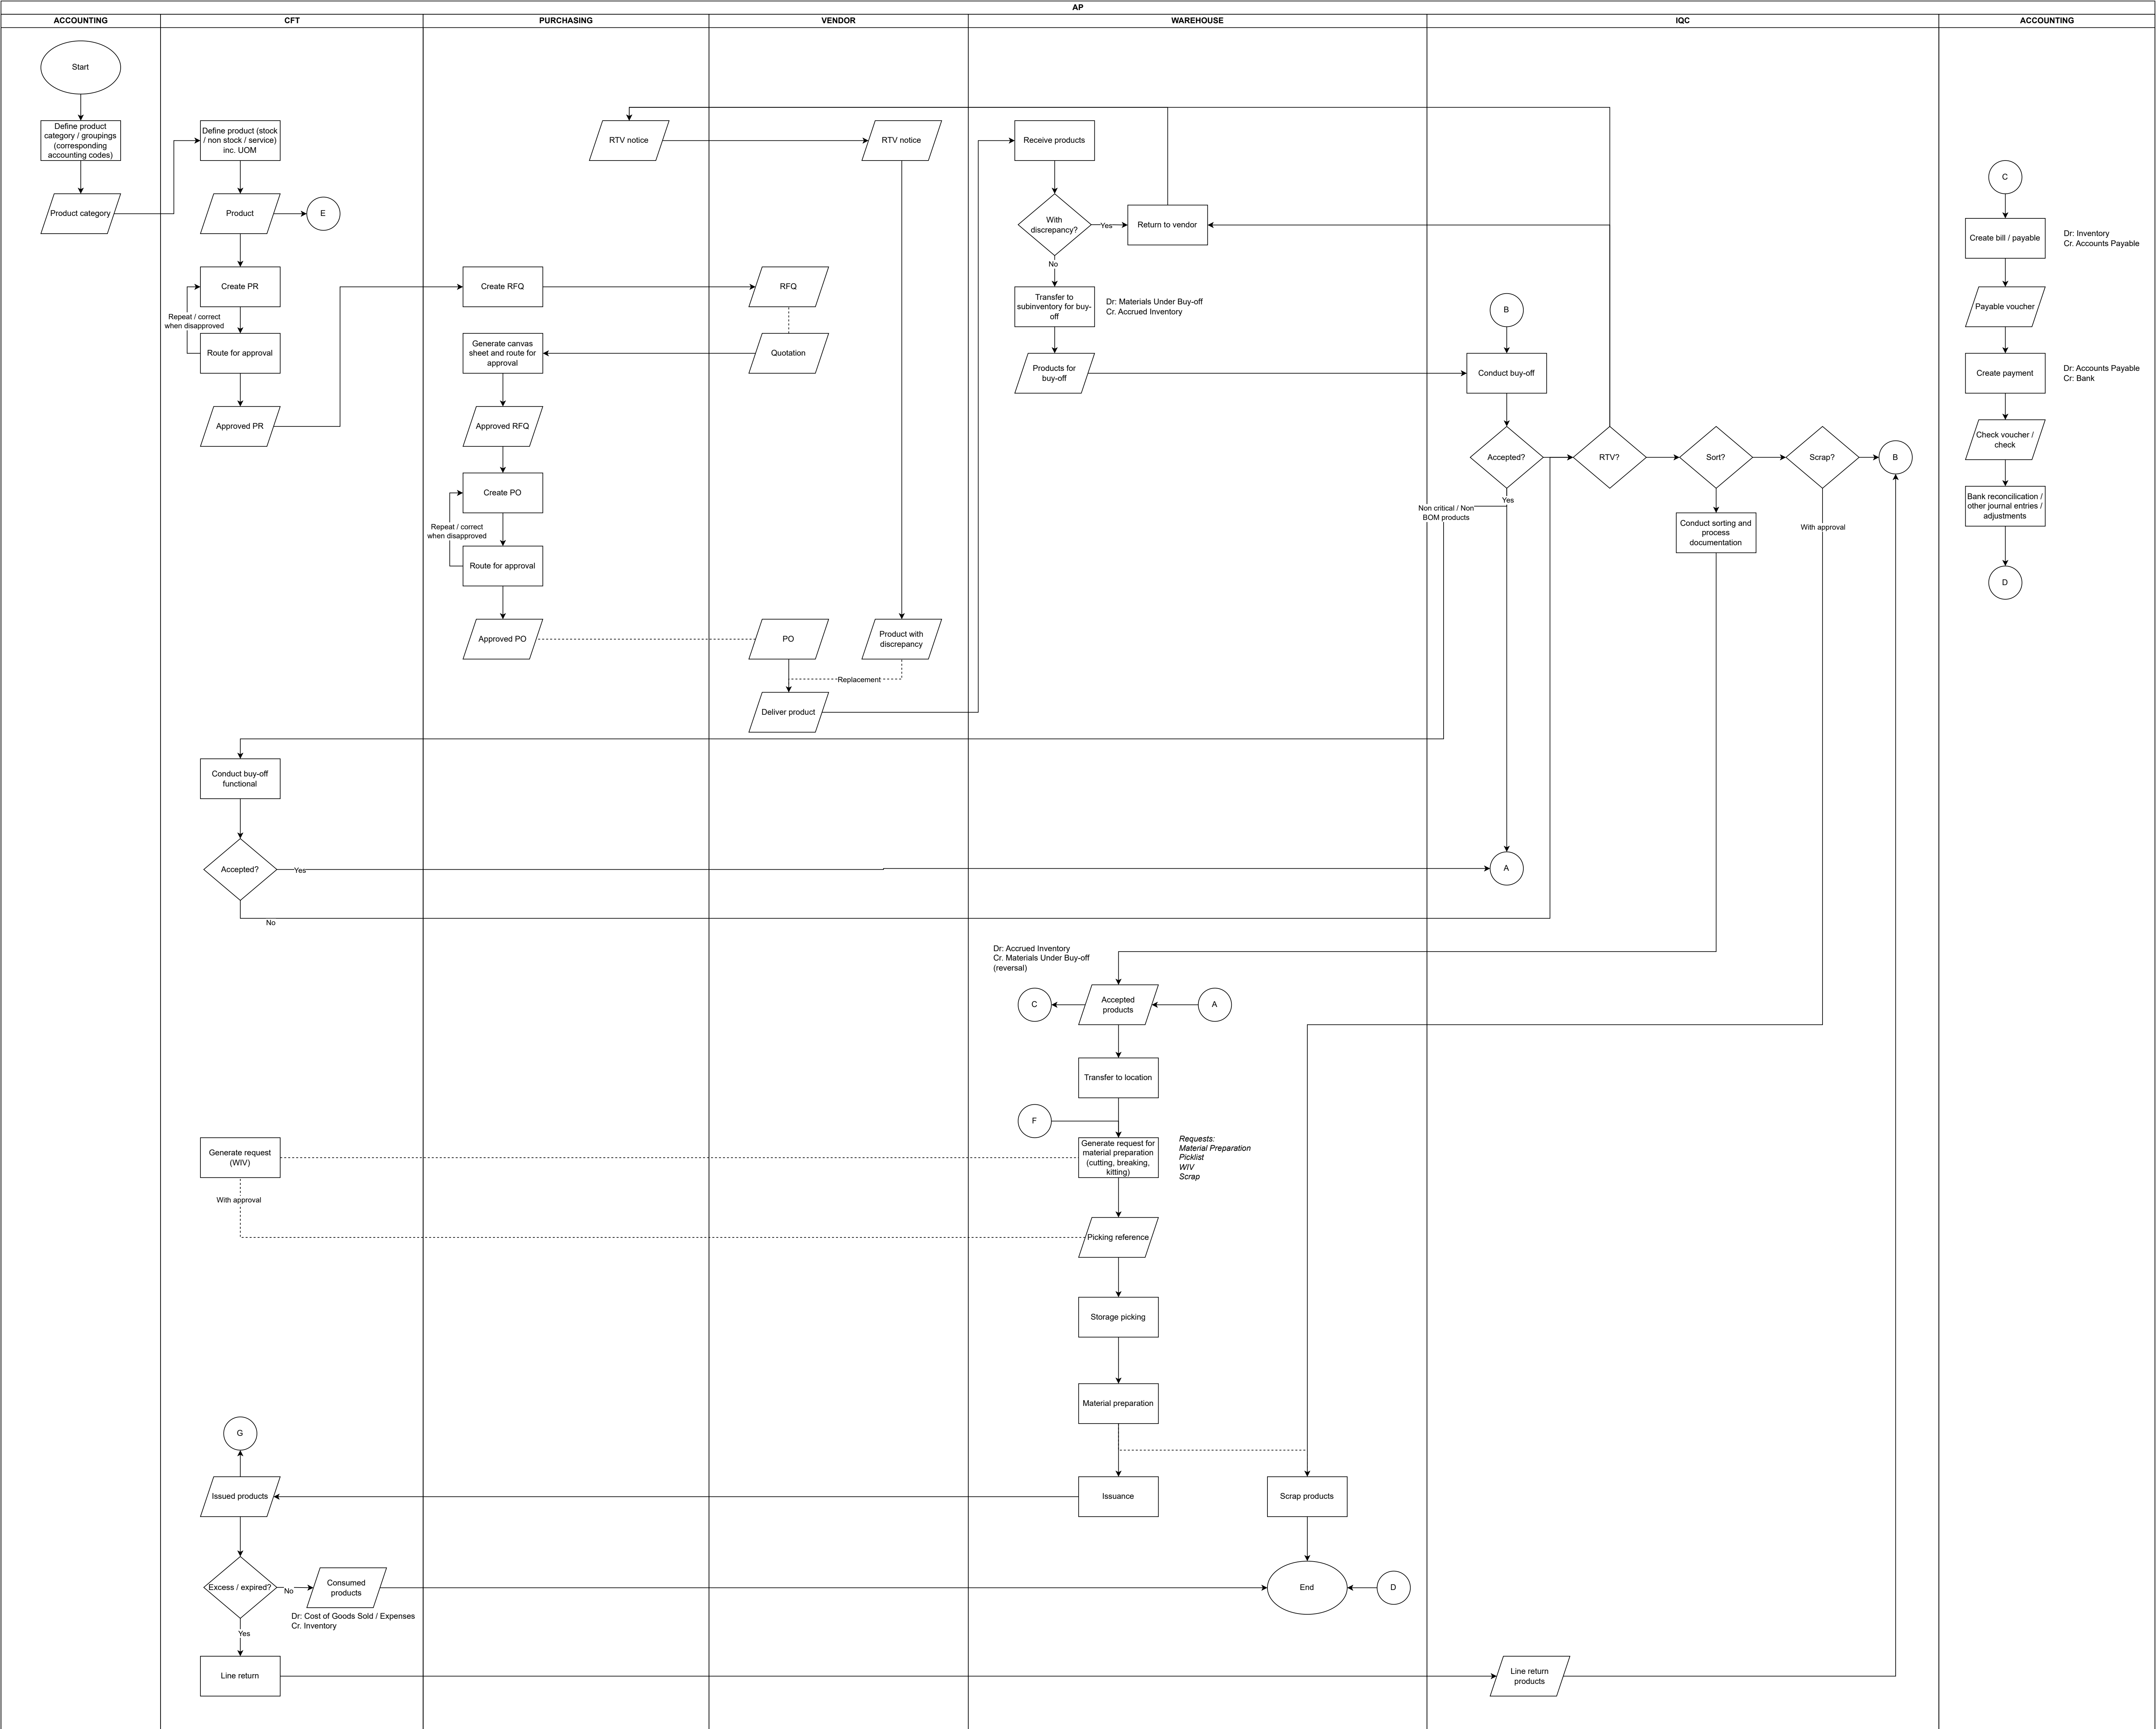 AP
ACCOUNTING
CFT
PURCHASING
VENDOR
WAREHOUSE
IQC
ACCOUNTING
Start
Define product
category / groupings
(corresponding
accounting codes)
Product category
Define product (stock
/ non stock / service)
inc. UOM
Product
E
Create PR
Repeat / correct
when disapproved
Route for approval
Approved PR
RTV notice
Create RFQ
Generate canvas
sheet and route for
approval
Approved RFQ
Create PO
Repeat / correct
when disapproved
Route for approval
Approved PO
RTV notice
RFQ
Quotation
PO
Product with
discrepancy
Replacement
Deliver product
Receive products
With
discrepancy?
Yes
Return to vendor
No
Transfer to
subinventory for buy-
off
Dr: Materials Under Buy-off
Cr. Accrued Inventory
Products for
buy-off
B
Conduct buy-off
Accepted?
RTV?
Sort?
Scrap?
B
Yes
Non critical / Non
BOM products
Conduct sorting and
process
documentation
With approval
C
Create bill / payable
Dr: Inventory
Cr. Accounts Payable
Payable voucher
Create payment
Dr: Accounts Payable
Cr: Bank
Check voucher /
check
Bank reconcilication /
other journal entries /
adjustments
D
Conduct buy-off
functional
Accepted?
Yes
A
No
Dr: Accrued Inventory
Cr. Materials Under Buy-off
(reversal)
C
Accepted
products
A
Transfer to location
F
Generate request
(WIV)
Generate request for
material preparation
(cutting, breaking,
kitting)
Requests:
Material Preparation
Picklist
WIV
Scrap
With approval
Picking reference
Storage picking
Material preparation
G
Issued products
Issuance
Scrap products
Excess / expired?
No
Consumed
products
End
D
Dr: Cost of Goods Sold / Expenses
Cr. Inventory
Yes
Line return
Line return
products